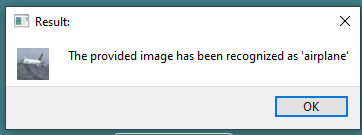 Result:
The provided image has been recognized as 'airplane'
OK